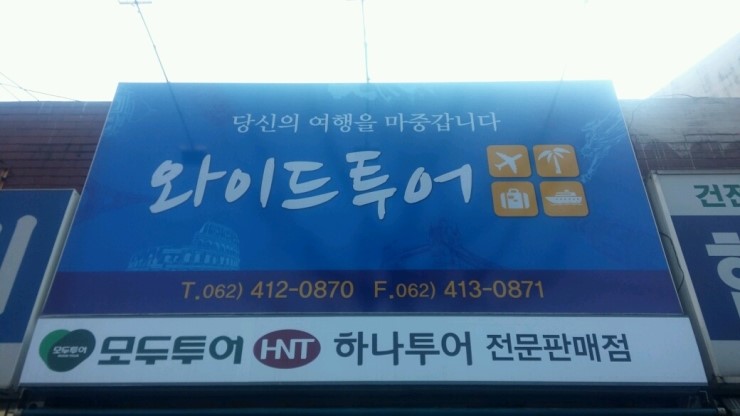 당신의 여행을 마중갑니다
와이드투어
T.062) 412-0870 F.062) 413-0871
모두투어 모두투어 HNT 하나투어 전문판매점
건전